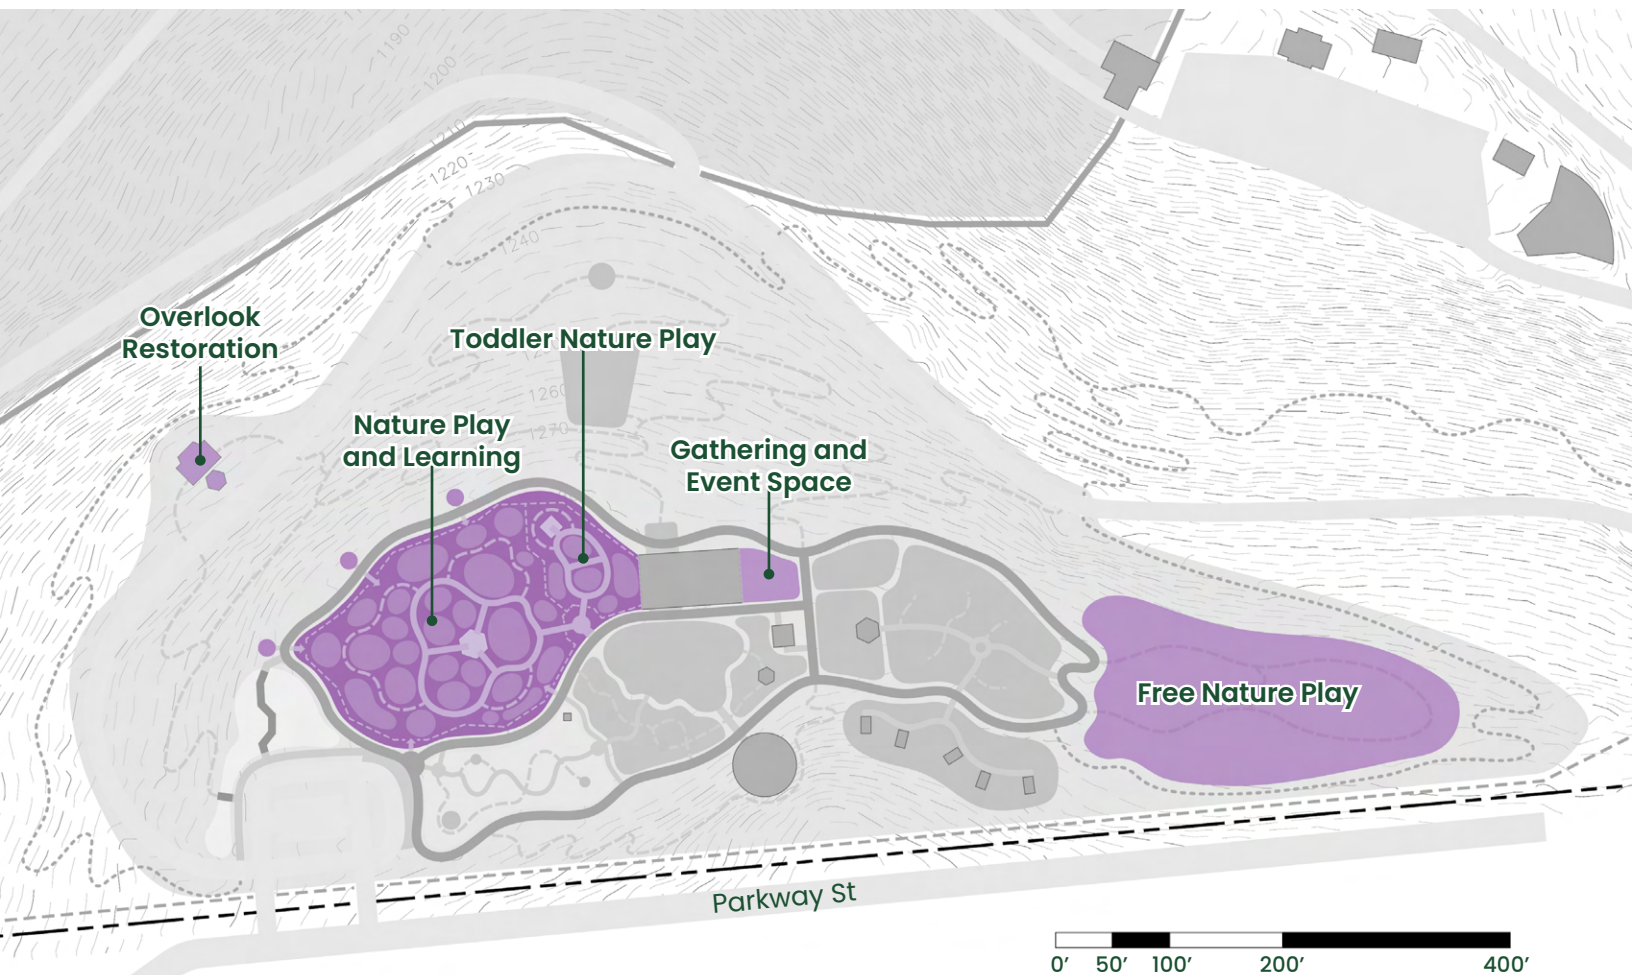 1190
1200
1210
1220
1230
1240
Overlook
Restoration
Toddler Nature Play
1260
Nature Play
and Learning
1270
Gathering and
Event Space
Free Nature Play
Parkway St
0’ 50’ 100’ 200’ 400’